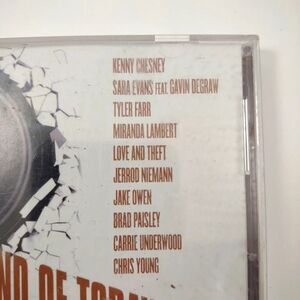 KENNY CHESNEY
SARA EVANS FEAT. GAVIN DEGRAW
TYLER FARR
MIRANDA LAMBERT
LOVE AND THEFT
JERROD NIEMANN
JAKE OWEN
BRAD PAISLEY
CARRIE UNDERWOOD
CHRIS YOUNG
OF